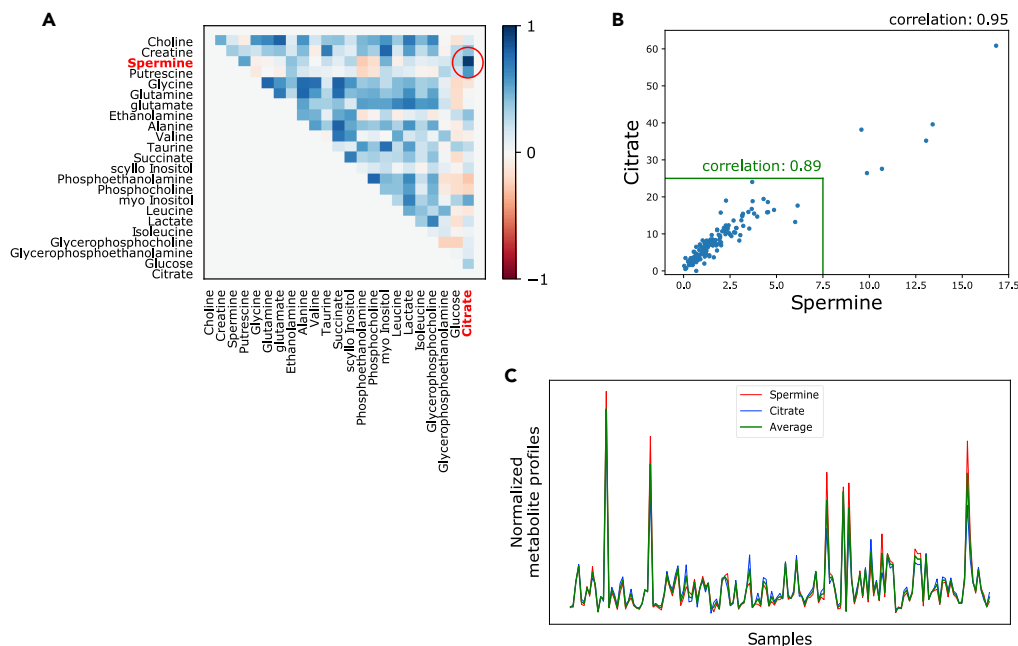 A
Choline
Creatine
Spermine
Putrescine
Glycine
Glutamine
glutamate
Ethanolamine
Alanine
Valine
Taurine
Succinate
scyllo Inositol
Phosphoethanolamine
Phosphocholine
myo Inositol
Leucine
Lactate
Isoleucine
Glycerophosphocholine
Glycerophosphoethanolamine
Glucose
Citrate
Choline
Creatine
Spermine
Putrescine
Glycine
Glutamine
glutamate
Ethanolamine
Alanine
Valine
Taurine
Succinate
scyllo Inositol
Phosphoethanolamine
Phosphocholine
myo Inositol
Leucine
Lactate
Isoleucine
Glycerophosphocholine
Glycerophosphoethanolamine
Glucose
Citrate
1
0
−1
B
correlation: 0.95
Citrate
60
50
40
30
20
10
0
correlation: 0.89
0.0 2.5 5.0 7.5 10.0 12.5 15.0 17.5
Spermine
C
Normalized
metabolite profiles
Spermine
Citrate
Average
Samples